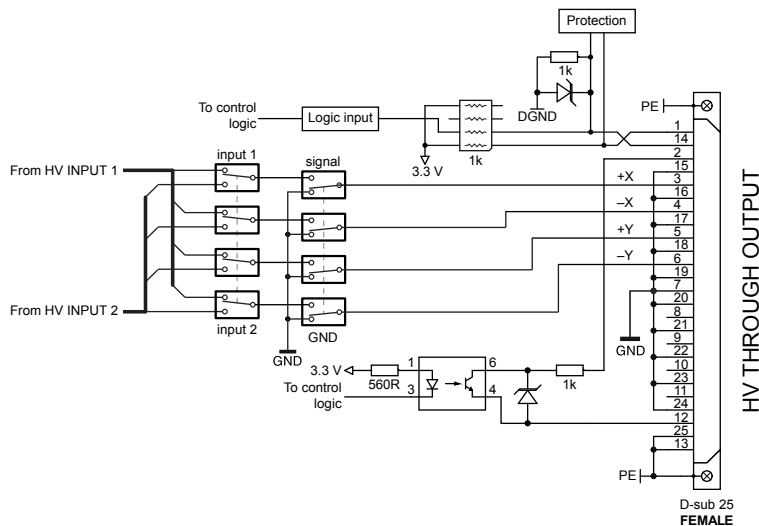 Protection
1k
PE
To control
logic
Logic input
DGND
3.3 V
1k
input 1
signal
From HV INPUT 1
From HV INPUT 2
input 2
GND
GND
+X
–X
+Y
–Y
GND
1
14
2
15
3
16
4
17
5
18
6
19
7
20
8
21
9
22
10
23
11
24
12
25
13
HV THROUGH OUTPUT
3.3 V
560R
To control
logic
1
3
6
4
1k
PE
D-sub 25
FEMALE